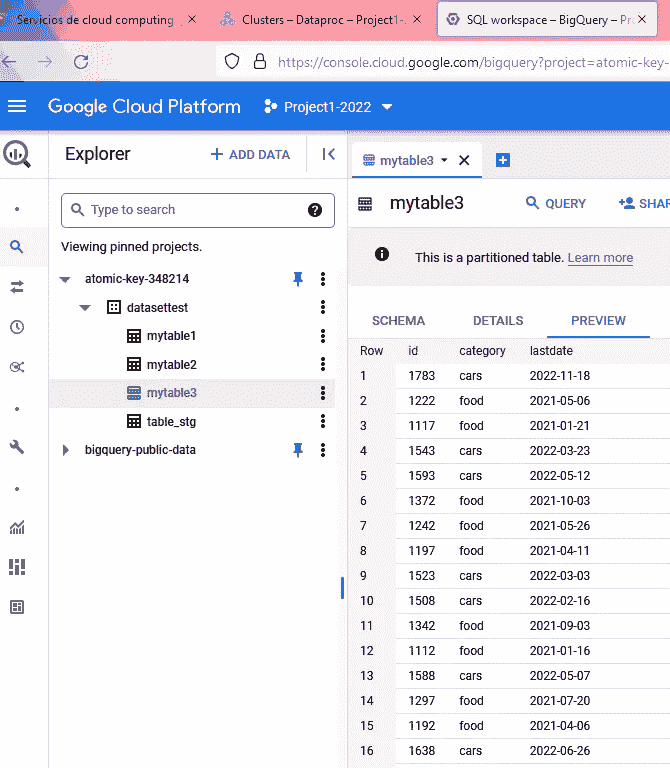 Servicios de cloud computing
Clusters – Dataproc – Project1-
SQL workspace – BigQuery – Pro
https://console.cloud.google.com/bigquery?project=atomic-key-
Google Cloud Platform
Project1-2022
Explorer
ADD DATA
mytable3
Type to search
mytable3
QUERY
SHAR
Viewing pinned projects.
This is a partitioned table. Learn more
atomic-key-348214
datasettest
mytable1
mytable2
mytable3
table_stg
bigquery-public-data
SCHEMA DETAILS PREVIEW
Row id category lastdate
1 1783 cars 2022-11-18
2 1222 food 2021-05-06
3 1117 food 2021-01-21
4 1543 cars 2022-03-23
5 1593 cars 2022-05-12
6 1372 food 2021-10-03
7 1242 food 2021-05-26
8 1197 food 2021-04-11
9 1523 cars 2022-03-03
10 1508 cars 2022-02-16
11 1342 food 2021-09-03
12 1112 food 2021-01-16
13 1588 cars 2022-05-07
14 1297 food 2021-07-20
15 1192 food 2021-04-06
16 1638 cars 2022-06-26